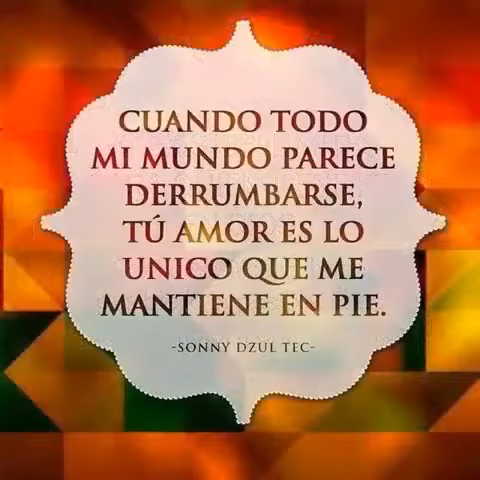 CUANDO TODO
MI MUNDO PARECE
DERRUMBARSE,
TÚ AMOR ES LO
UNICO QUE ME
MANTIENE EN PIE.
-SONNY DZUL TEC-